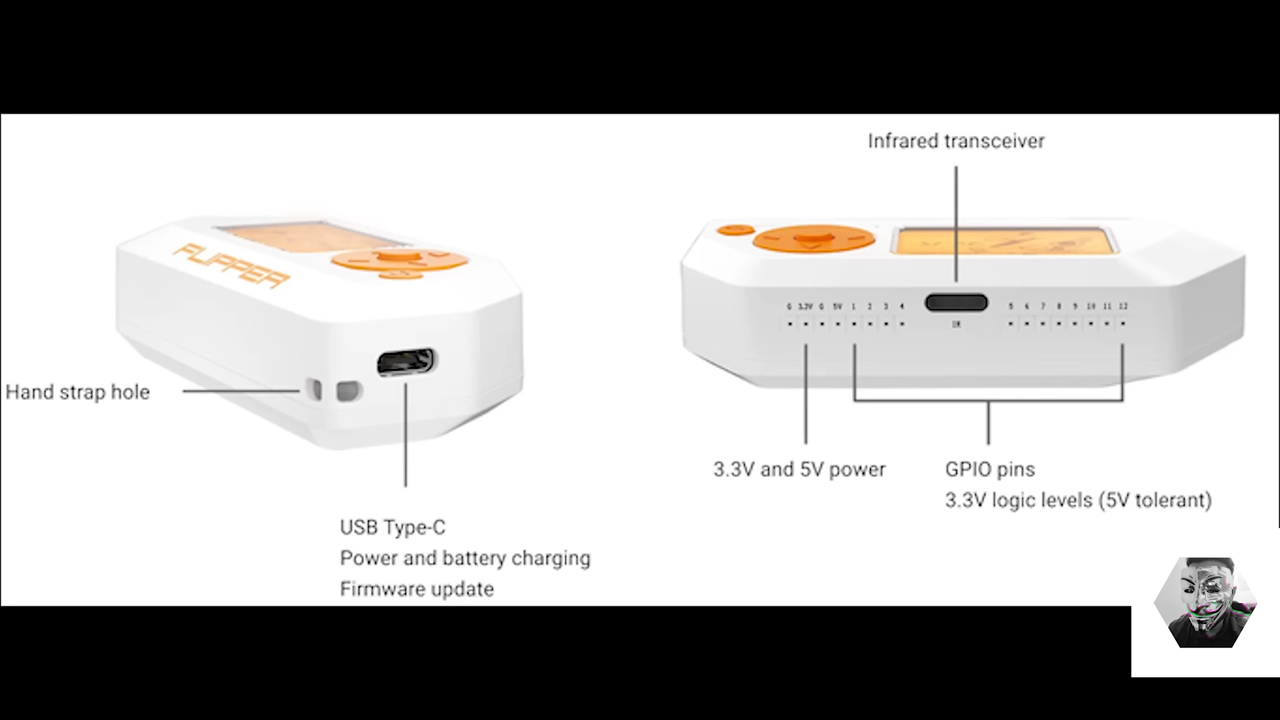 Infrared transceiver
FLIPPER
G 3.3V G 5V 1 2 3 4
5 6 7 8 9 10 11 12
IR
Hand strap hole
3.3V and 5V power
GPIO pins
3.3V logic levels (5V tolerant)
USB Type-C
Power and battery charging
Firmware update